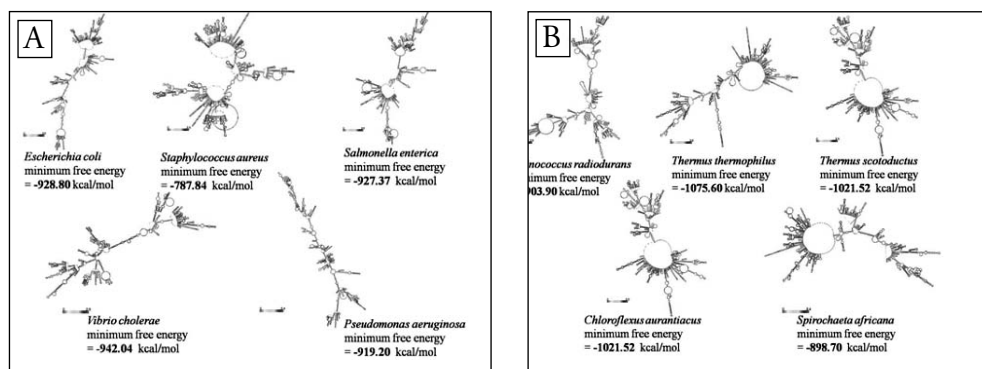 A
B
Escherichia coli
minimum free energy
= -928.80 kcal/mol
Staphylococcus aureus
minimum free energy
= -787.84 kcal/mol
Salmonella enterica
minimum free energy
= -927.37 kcal/mol
Vibrio cholerae
minimum free energy
= -942.04 kcal/mol
Pseudomonas aeruginosa
minimum free energy
= -919.20 kcal/mol
nococcus radiodurans
imum free energy
903.90 kcal/mol
Thermus thermophilus
minimum free energy
= -1075.60 kcal/mol
Thermus scotoductus
minimum free energy
= -1021.52 kcal/mol
Chloroflexus aurantiacus
minimum free energy
= -1021.52 kcal/mol
Spirochaeta africana
minimum free energy
= -898.70 kcal/mol